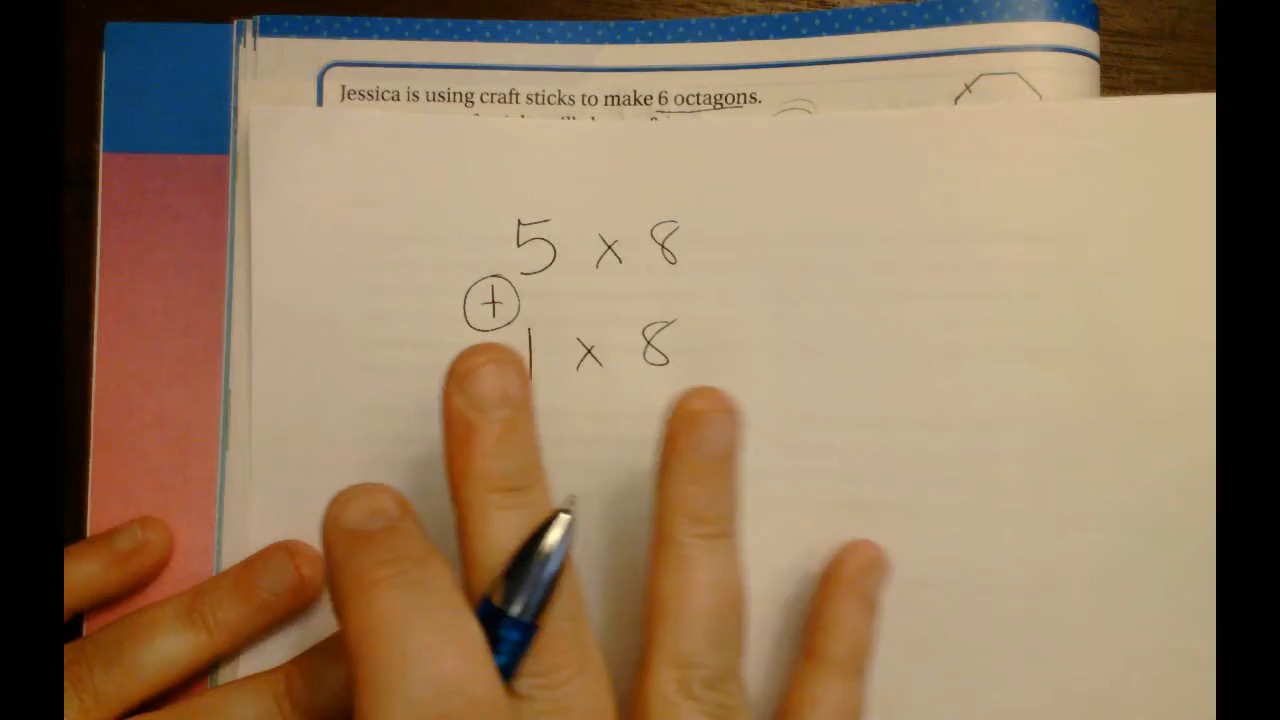 Jessica is using craft sticks to make 6 octagons.
5 x 8
+
1 x 8